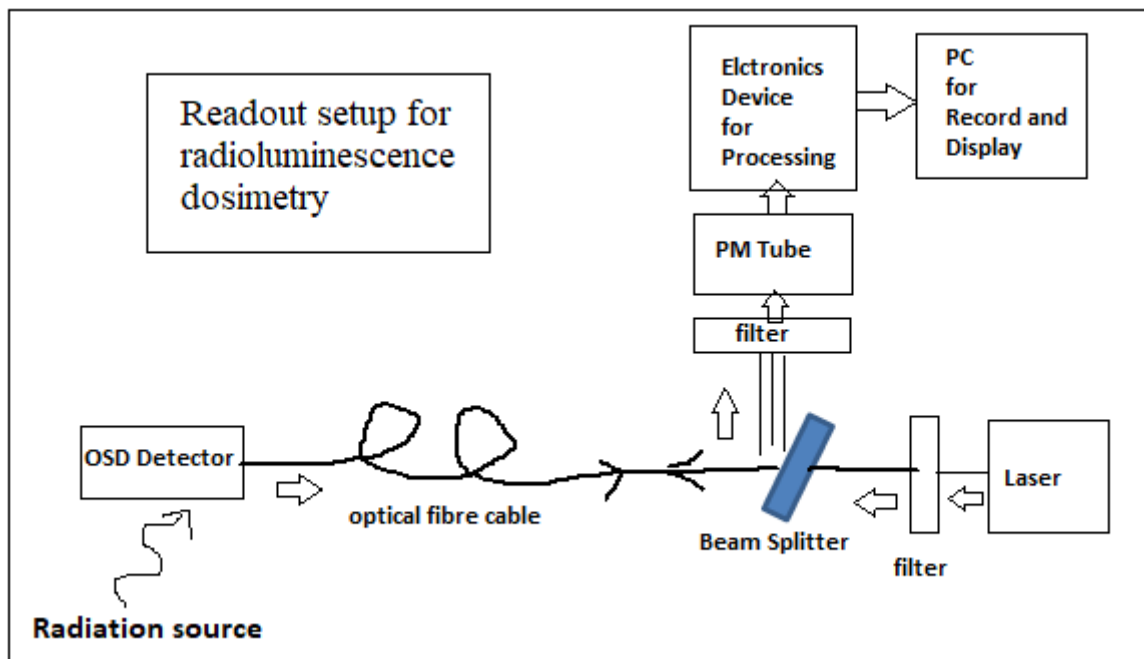 Readout setup for
radioluminescence
dosimetry
Elctronics
Device
for
Processing
PC
for
Record and
Display
PM Tube
filter
OSD Detector
optical fibre cable
Beam Splitter
filter
Laser
Radiation source